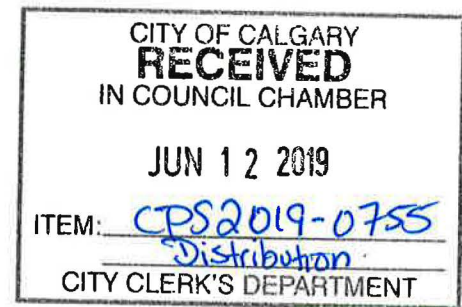 CITY OF CALGARY
RECEIVED
IN COUNCIL CHAMBER
JUN 12 2019
ITEM: CPS2019-0755
Distribution
CITY CLERK'S DEPARTMENT